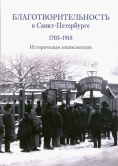 БЛАГОТВОРИТЕЛЬНОСТЬ
в Санкт-Петербурге
1703–1918
Историческая энциклопедия